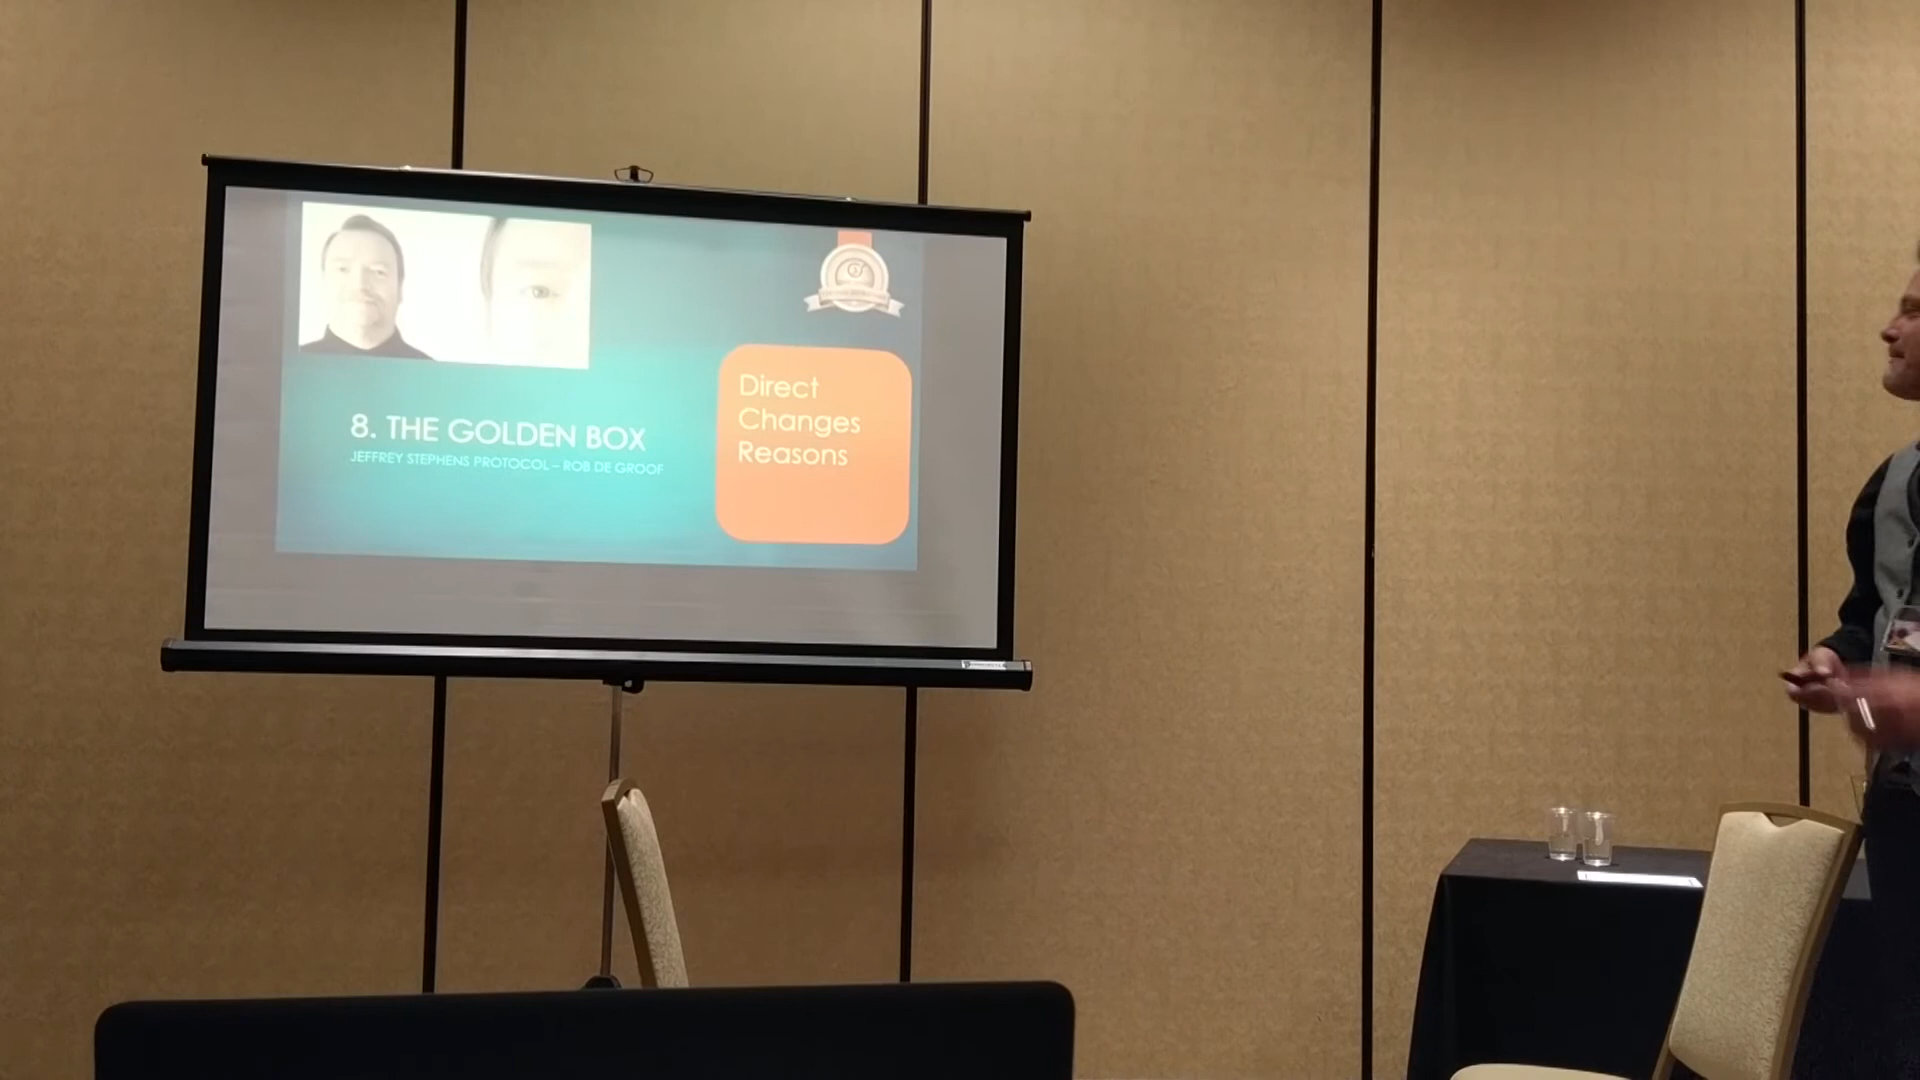 8. THE GOLDEN BOX
JEFFREY STEPHENS PROTOCOL – ROB DE GROOF
Direct
Changes
Reasons